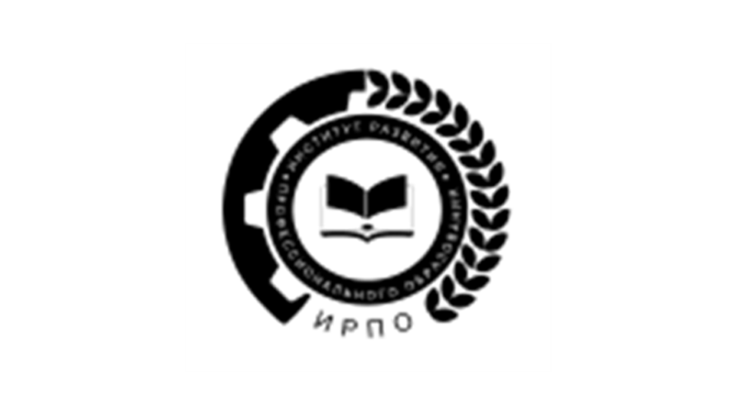 ИНСТИТУТ РАЗВИТИЯ
ПРОФЕССИОНАЛЬНОГО ОБРАЗОВАНИЯ
ИРПО